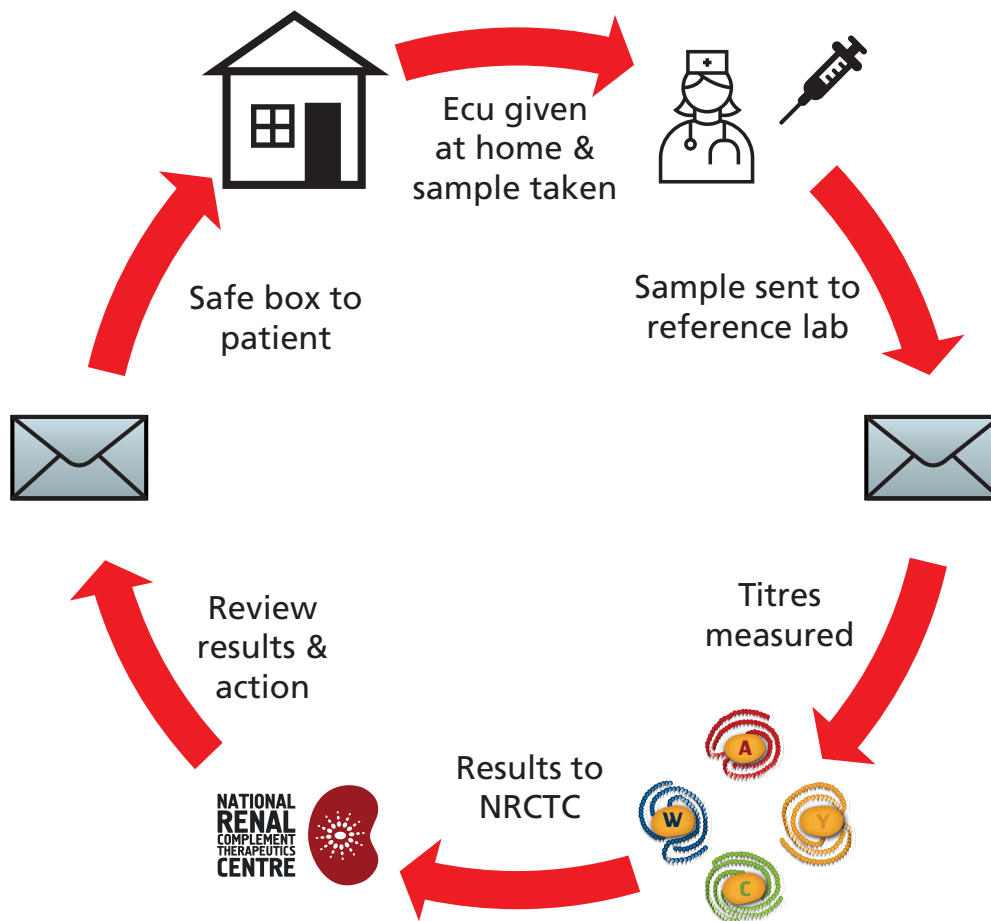 Ecu given
at home &
sample taken
Safe box to
patient
Sample sent to
reference lab
Review
results &
action
Titres
measured
A
W
Y
C
Results to
NRCTC
NATIONAL
RENAL
COMPLEMENT
THERAPEUTICS
CENTRE